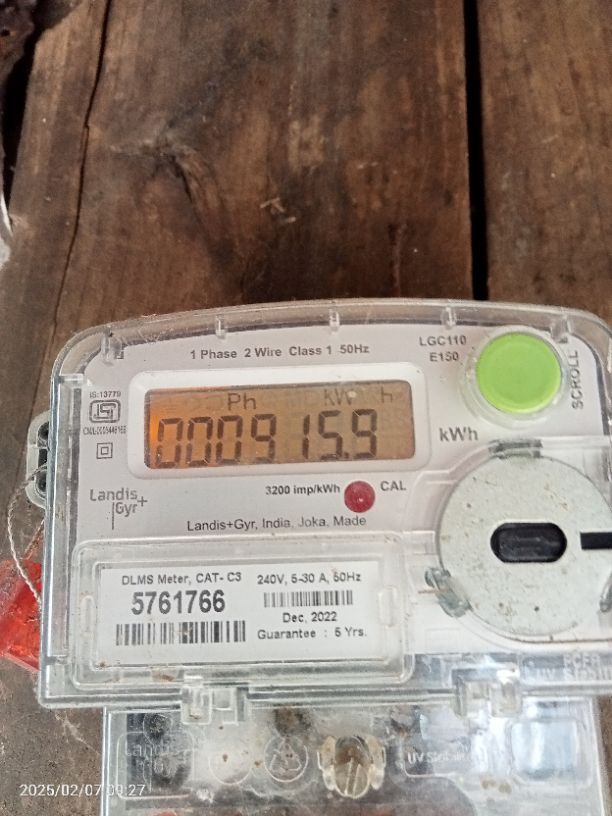 1 Phase 2 Wire Class 1 50Hz
LGC110
E150
SCROLL
IS:13779
ISI
Ph kW h
000915.9
kWh
Landis
Gyr+
3200 imp/kWh
CAL
Landis+Gyr, India, Joka, Made
DLMS Meter, CAT- C3
5761766
240V, 5-30 A, 50Hz
Dec, 2022
Guarantee : 5 Yrs.
Landis
2025/02/07 09:27